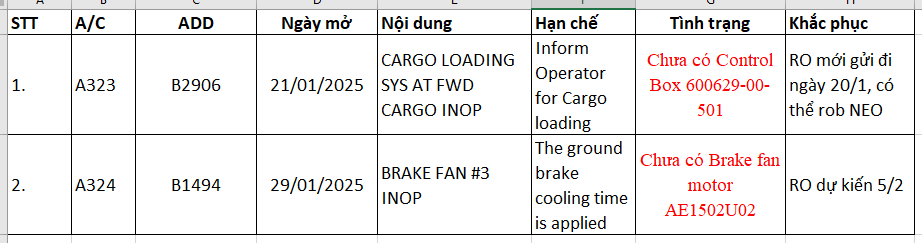 STT A/C ADD Ngày mở Nội dung Hạn chế Tình trạng Khắc phục
1. A323 B2906 21/01/2025
CARGO LOADING
SYS AT FWD
CARGO INOP
Inform
Operator
for Cargo
loading
Chưa có Control
Box 600629-00-
501
RO mới gửi đi
ngày 20/1, có
thể rob NEO
2. A324 B1494 29/01/2025
BRAKE FAN #3
INOP
The ground
brake
cooling time
is applied
Chưa có Brake fan
motor
AE1502U02
RO dự kiến 5/2